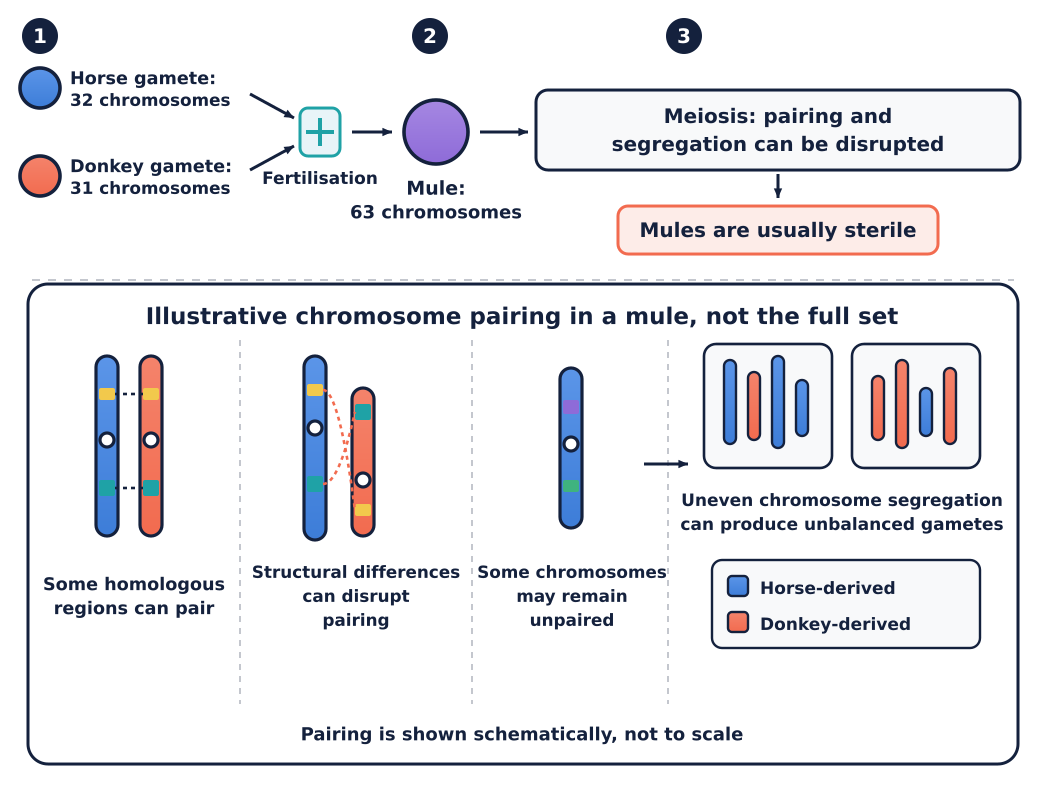 1
2
3
Horse gamete:
32 chromosomes
Donkey gamete:
31 chromosomes
Fertilisation
Mule:
63 chromosomes
Meiosis: pairing and
segregation can be disrupted
Mules are usually sterile
Illustrative chromosome pairing in a mule, not the full set
Some homologous
regions can pair
Structural differences
can disrupt
pairing
Some chromosomes
may remain
unpaired
Uneven chromosome segregation
can produce unbalanced gametes
Horse-derived
Donkey-derived
Pairing is shown schematically, not to scale